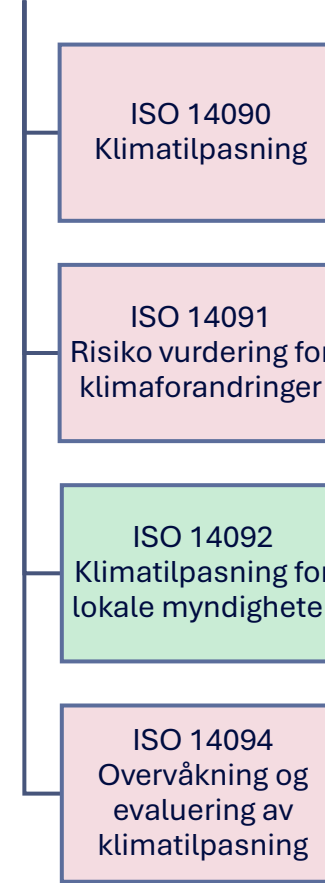 ISO 14090
Klimatilpasning
ISO 14091
Risiko vurdering for
klimaforandringer
ISO 14092
Klimatilpasning for
lokale myndighete
ISO 14094
Overvåkning og
evaluering av
klimatilpasning